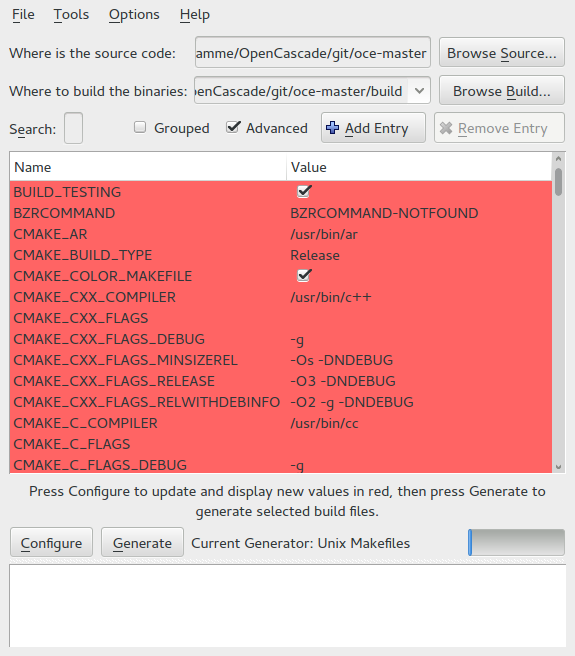 File Tools Options Help
Where is the source code: amme/OpenCascade/git/oce-master Browse Source...
Where to build the binaries: penCascade/git/oce-master/build Browse Build...
Search: Grouped Advanced Add Entry Remove Entry
Name Value
BUILD_TESTING
BZRCOMMAND BZRCOMMAND-NOTFOUND
CMAKE_AR /usr/bin/ar
CMAKE_BUILD_TYPE Release
CMAKE_COLOR_MAKEFILE
CMAKE_CXX_COMPILER /usr/bin/c++
CMAKE_CXX_FLAGS
CMAKE_CXX_FLAGS_DEBUG -g
CMAKE_CXX_FLAGS_MINSIZEREL -Os -DNDEBUG
CMAKE_CXX_FLAGS_RELEASE -O3 -DNDEBUG
CMAKE_CXX_FLAGS_RELWITHDEBINFO -O2 -g -DNDEBUG
CMAKE_C_COMPILER /usr/bin/cc
CMAKE_C_FLAGS
CMAKE_C_FLAGS_DEBUG -g
Press Configure to update and display new values in red, then press Generate to
generate selected build files.
Configure Generate Current Generator: Unix Makefiles